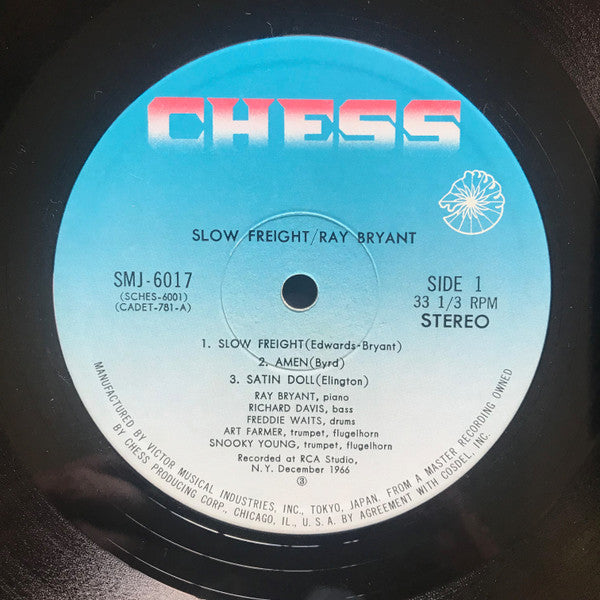 CHESS
SLOW FREIGHT/RAY BRYANT
SMJ-6017
(SCHES-6001)
(CADET-781-A)
SIDE 1
33 1/3 RPM
STEREO
1. SLOW FREIGHT(Edwards-Bryant)
2. AMEN(Byrd)
3. SATIN DOLL(Elington)
RAY BRYANT, piano
RICHARD DAVIS, bass
FREDDIE WAITS, drums
ART FARMER, trumpet, flugelhorn
SNOOKY YOUNG, trumpet, flugelhorn
Recorded at RCA Studio,
N.Y. December 1966
③
MANUFACTURED BY VICTOR MUSICAL INDUSTRIES, INC., TOKYO, JAPAN. FROM A MASTER RECORDING OWNED
BY CHESS PRODUCING CORP., CHICAGO, IL., U.S.A. BY AGREEMENT WITH COSDEL, INC.